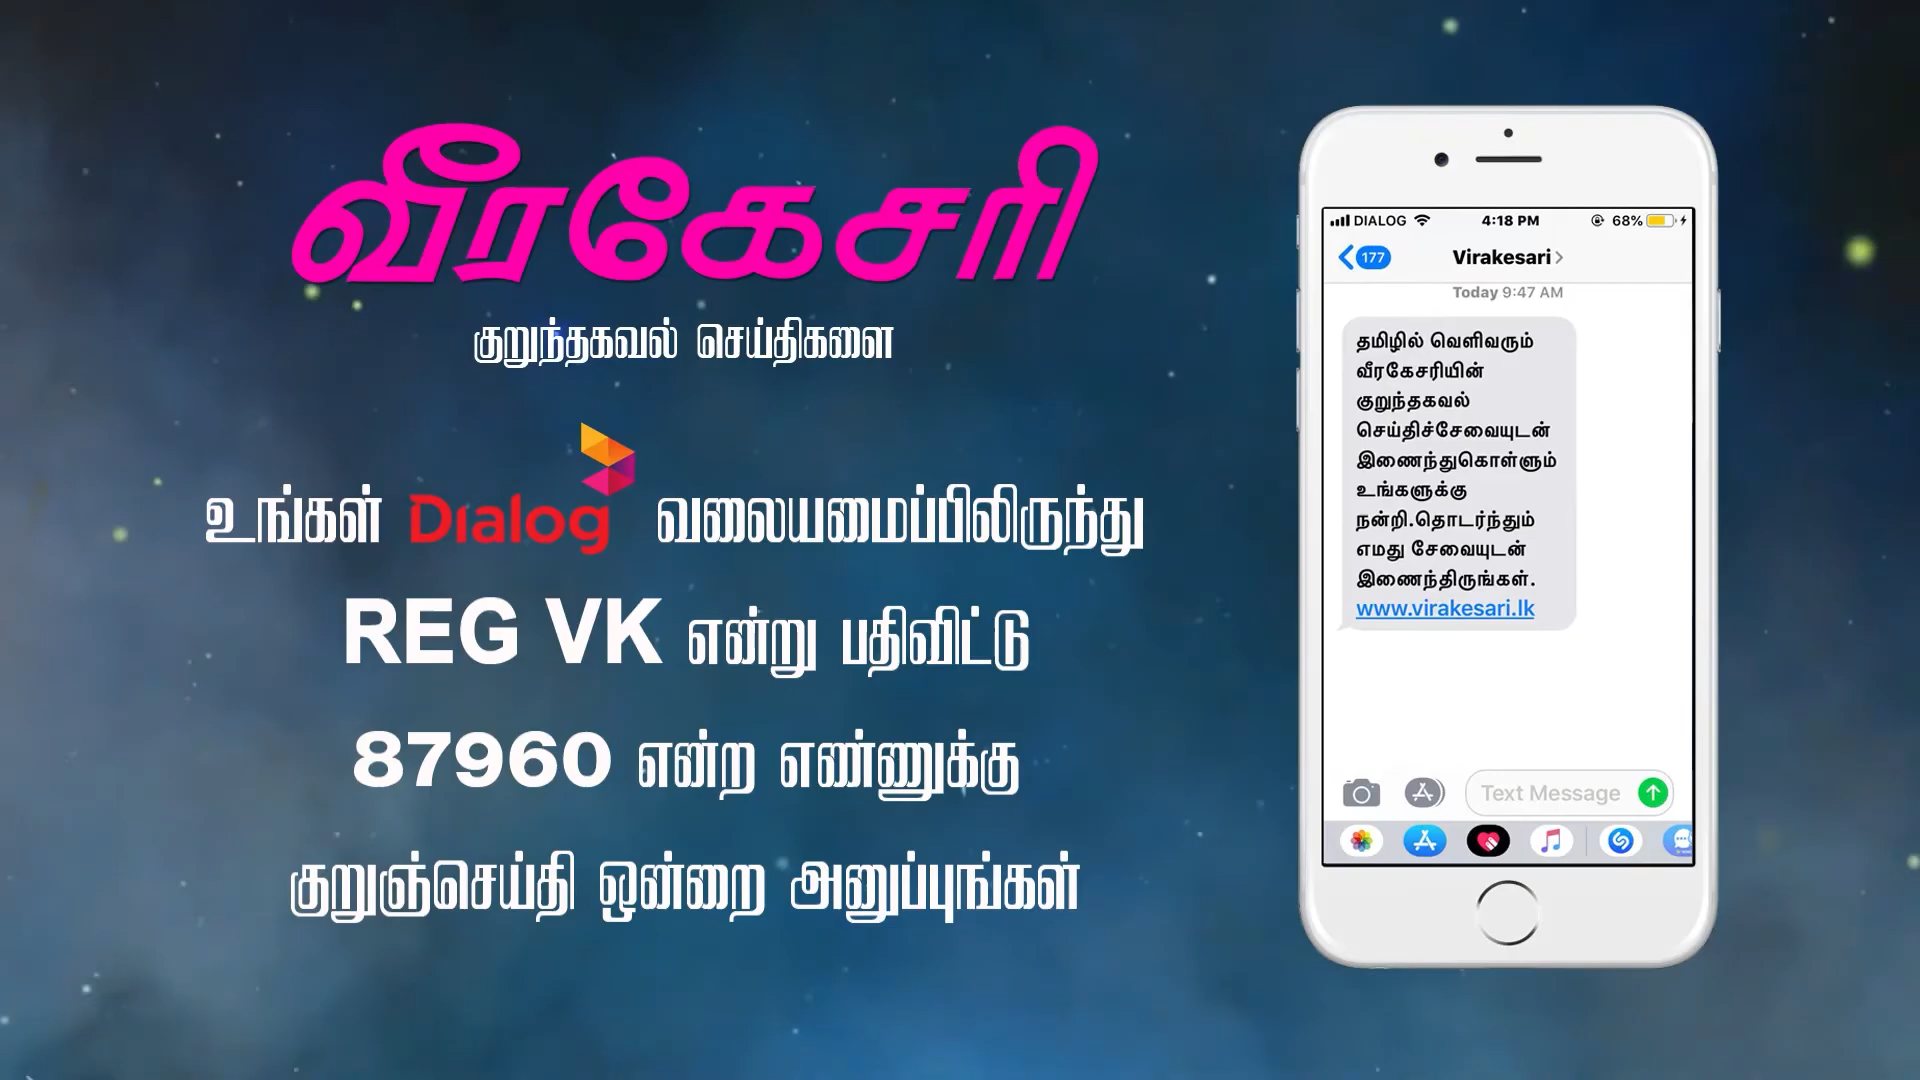 வீரகேசரி
குறுந்தகவல் செய்திகளை
உங்கள் Dialog வலையமைப்பிலிருந்து
REG VK என்று பதிவிட்டு
87960 என்ற எண்ணுக்கு
குறுஞ்செய்தி ஒன்றை அனுப்புங்கள்
DIALOG 4:18 PM 68%
177 Virakesari
Today 9:47 AM
தமிழில் வெளிவரும்
வீரகேசரியின்
குறுந்தகவல்
செய்திச்சேவையுடன்
இணைந்துகொள்ளும்
உங்களுக்கு
நன்றி.தொடர்ந்தும்
எமது சேவையுடன்
இணைந்திருங்கள்.
www.virakesari.lk
Text Message